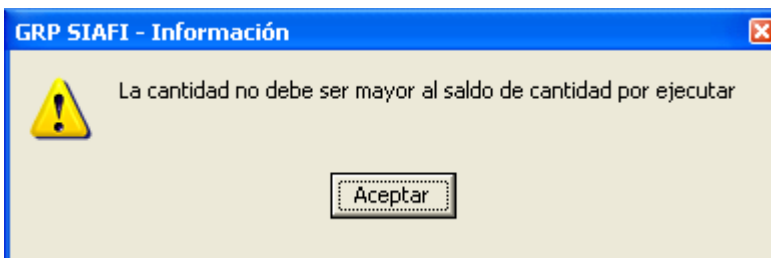 GRP SIAFI - Información
La cantidad no debe ser mayor al saldo de cantidad por ejecutar
Aceptar